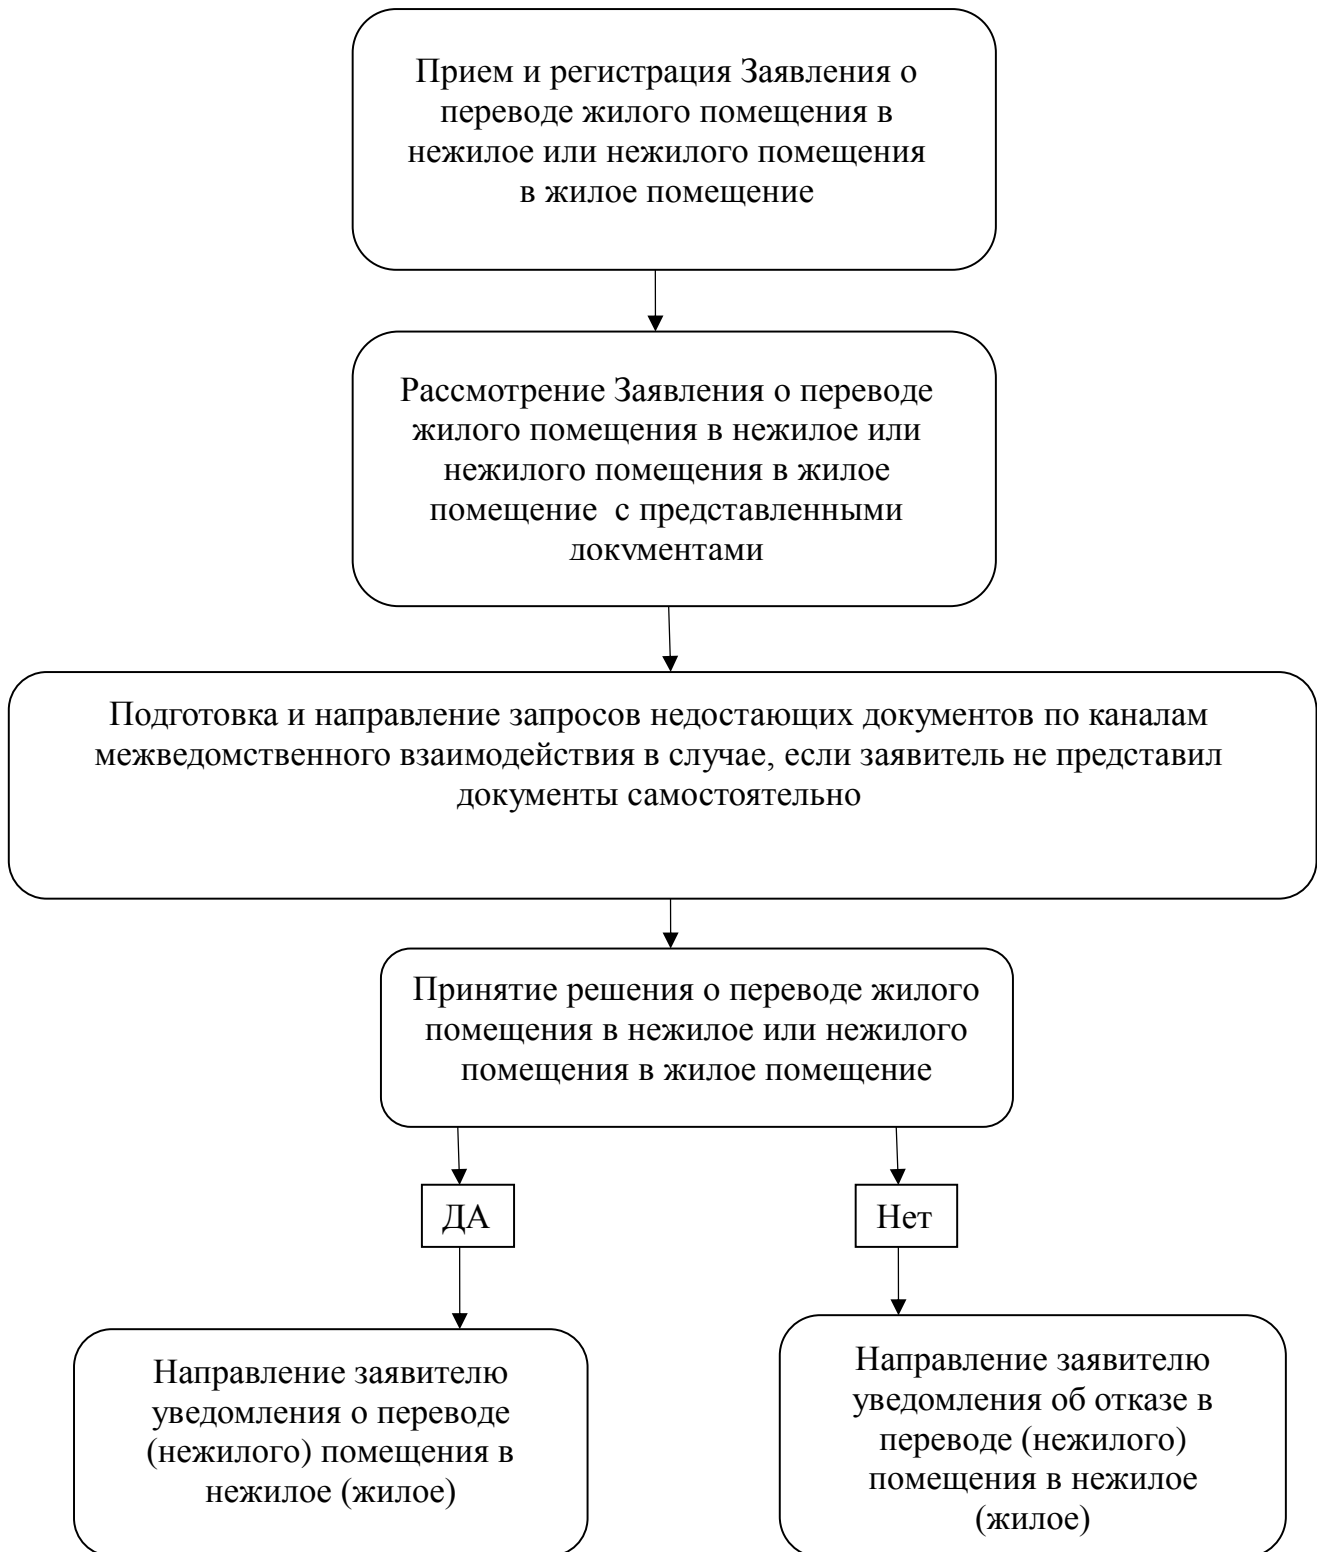 Прием и регистрация Заявления о
переводе жилого помещения в
нежилое или нежилого помещения
в жилое помещение
Рассмотрение Заявления о переводе
жилого помещения в нежилое или
нежилого помещения в жилое
помещение с представленными
документами
Подготовка и направление запросов недостающих документов по каналам
межведомственного взаимодействия в случае, если заявитель не представил
документы самостоятельно
Принятие решения о переводе жилого
помещения в нежилое или нежилого
помещения в жилое помещение
ДА
Нет
Направление заявителю
уведомления о переводе
(нежилого) помещения в
нежилое (жилое)
Направление заявителю
уведомления об отказе в
переводе (нежилого)
помещения в нежилое
(жилое)